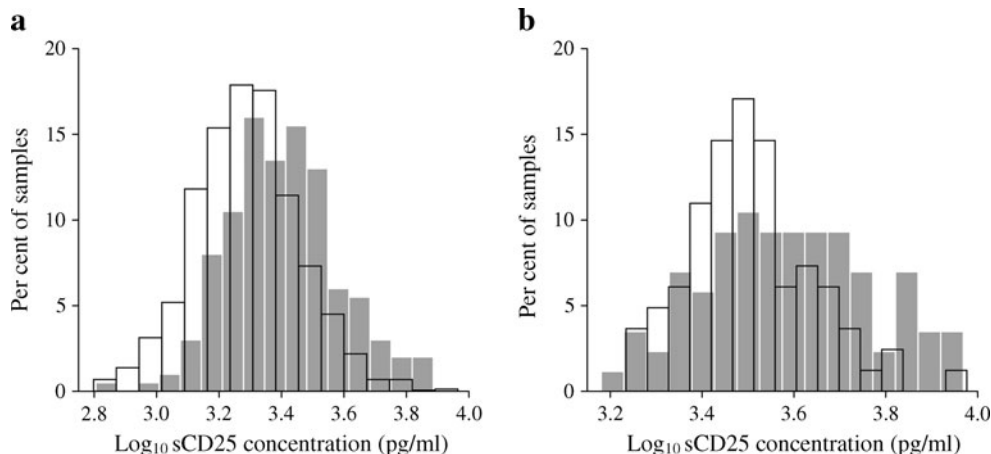 a
20
15
10
5
0
Per cent of samples
2.8 3.0 3.2 3.4 3.6 3.8 4.0
Log₁₀ sCD25 concentration (pg/ml)
b
20
15
10
5
0
Per cent of samples
3.2 3.4 3.6 3.8 4.0
Log₁₀ sCD25 concentration (pg/ml)